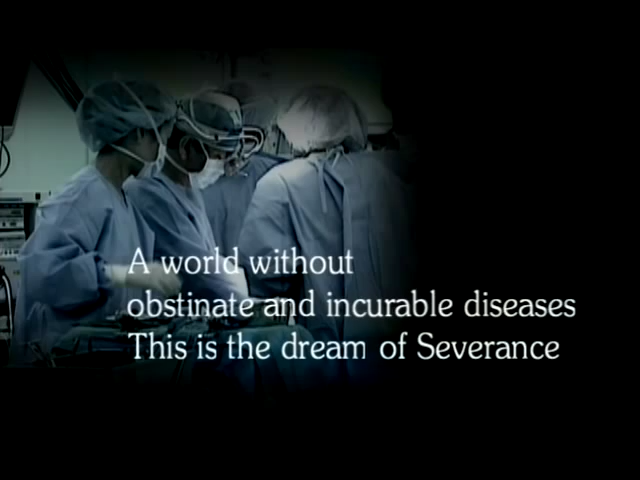 A world without
obstinate and incurable diseases
This is the dream of Severance